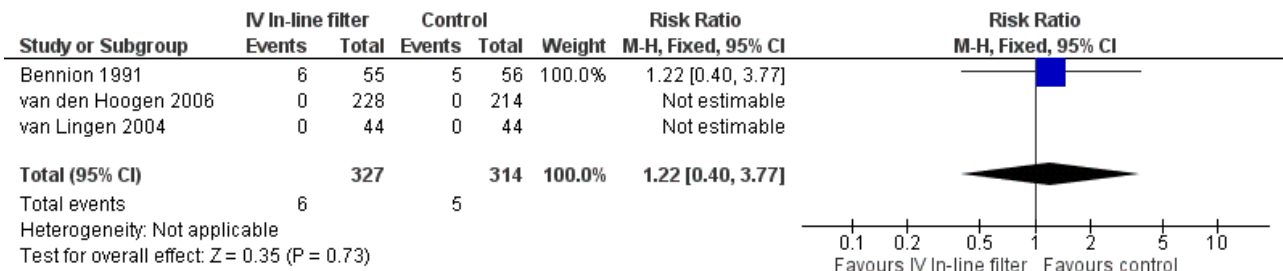 IV In-line filter Control Risk Ratio Risk Ratio
Study or Subgroup Events Total Events Total Weight M-H, Fixed, 95% CI M-H, Fixed, 95% CI
Bennion 1991 6 55 5 56 100.0% 1.22 [0.40, 3.77]
van den Hoogen 2006 0 228 0 214 Not estimable
van Lingen 2004 0 44 0 44 Not estimable
Total (95% CI) 327 314 100.0% 1.22 [0.40, 3.77]
Total events 6 5
Heterogeneity: Not applicable
Test for overall effect: Z = 0.35 (P = 0.73)
0.1 0.2 0.5 1 2 5 10
Favours IV In-line filter Favours control